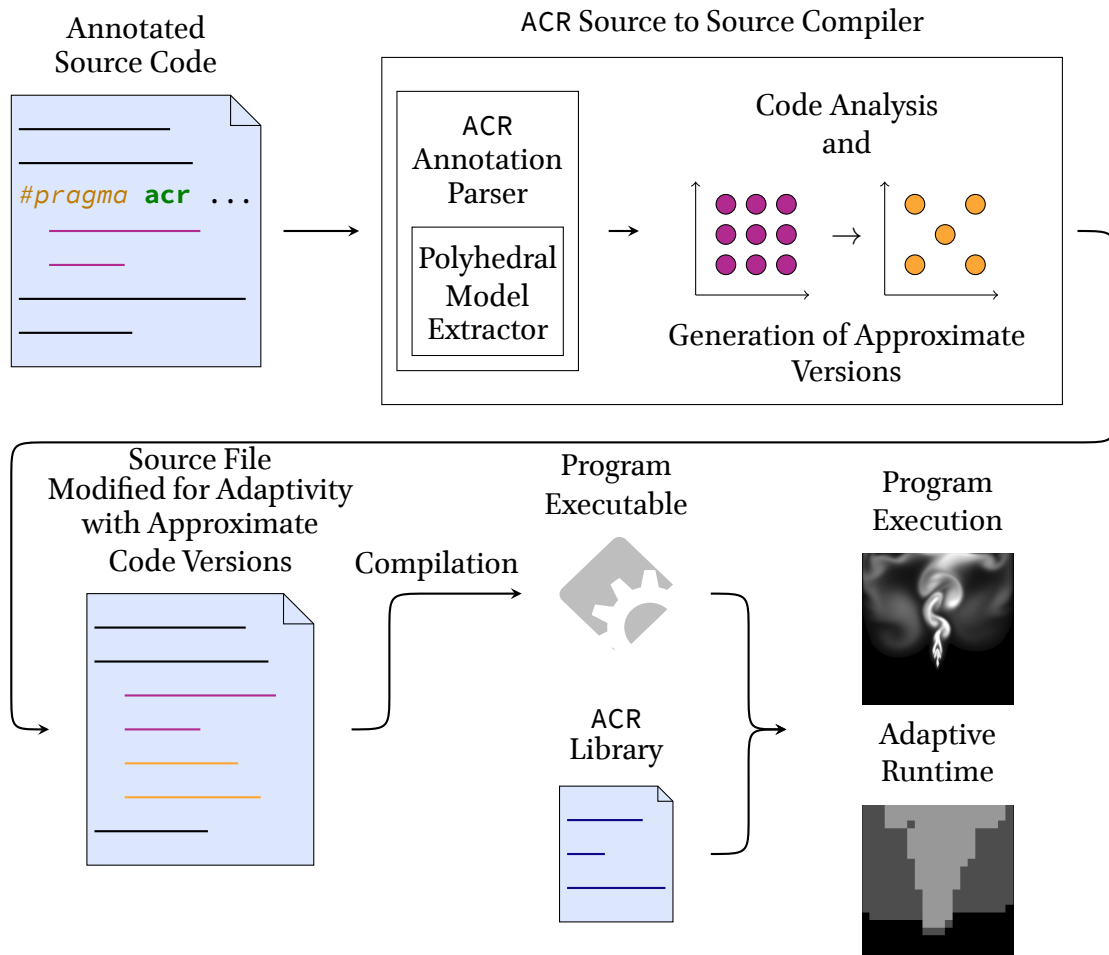 Annotated
Source Code
#pragma acr ...
ACR Source to Source Compiler
ACR
Annotation
Parser
Polyhedral
Model
Extractor
Code Analysis
and
→
Generation of Approximate
Versions
Source File
Modified for Adaptivity
with Approximate
Code Versions
Compilation
Program
Executable
ACR
Library
Program
Execution
Adaptive
Runtime